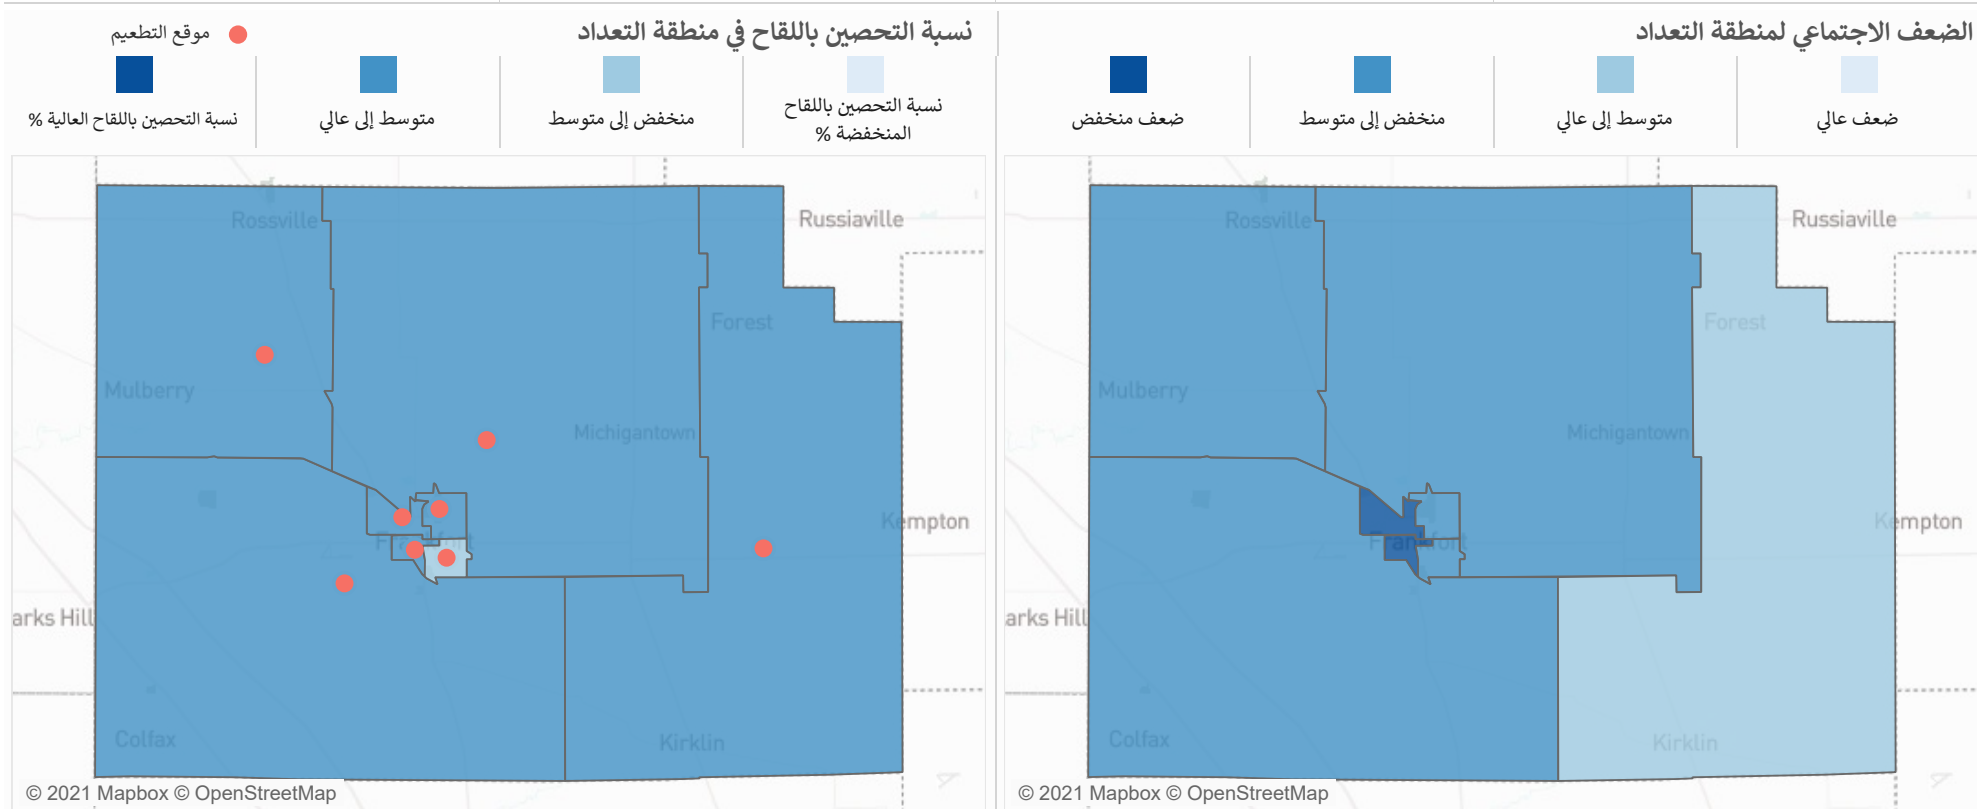 الضعف الاجتماعي لمنطقة التعداد
ضعف عالي
متوسط إلى عالي
منخفض إلى متوسط
ضعف منخفض
Rossville
Russiaville
Forest
Mulberry
Michigantown
Kempton
Frankfort
arks Hill
Colfax
Kirklin
© 2021 Mapbox © OpenStreetMap
نسبة التحصين باللقاح في منطقة التعداد
موقع التطعيم
نسبة التحصين باللقاح
المنخفضة %
منخفض إلى متوسط
متوسط إلى عالي
نسبة التحصين باللقاح العالية %
Rossville
Russiaville
Forest
Mulberry
Michigantown
Kempton
arks Hill
Colfax
Kirklin
© 2021 Mapbox © OpenStreetMap